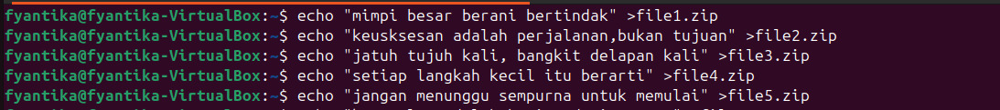 fyantika@fyantika-VirtualBox:~$ echo "mimpi besar berani bertindak" >file1.zip
fyantika@fyantika-VirtualBox:~$ echo "keusksesan adalah perjalanan,bukan tujuan" >file2.zip
fyantika@fyantika-VirtualBox:~$ echo "jatuh tujuh kali, bangkit delapan kali" >file3.zip
fyantika@fyantika-VirtualBox:~$ echo "setiap langkah kecil itu berarti" >file4.zip
fyantika@fyantika-VirtualBox:~$ echo "jangan menunggu sempurna untuk memulai" >file5.zip